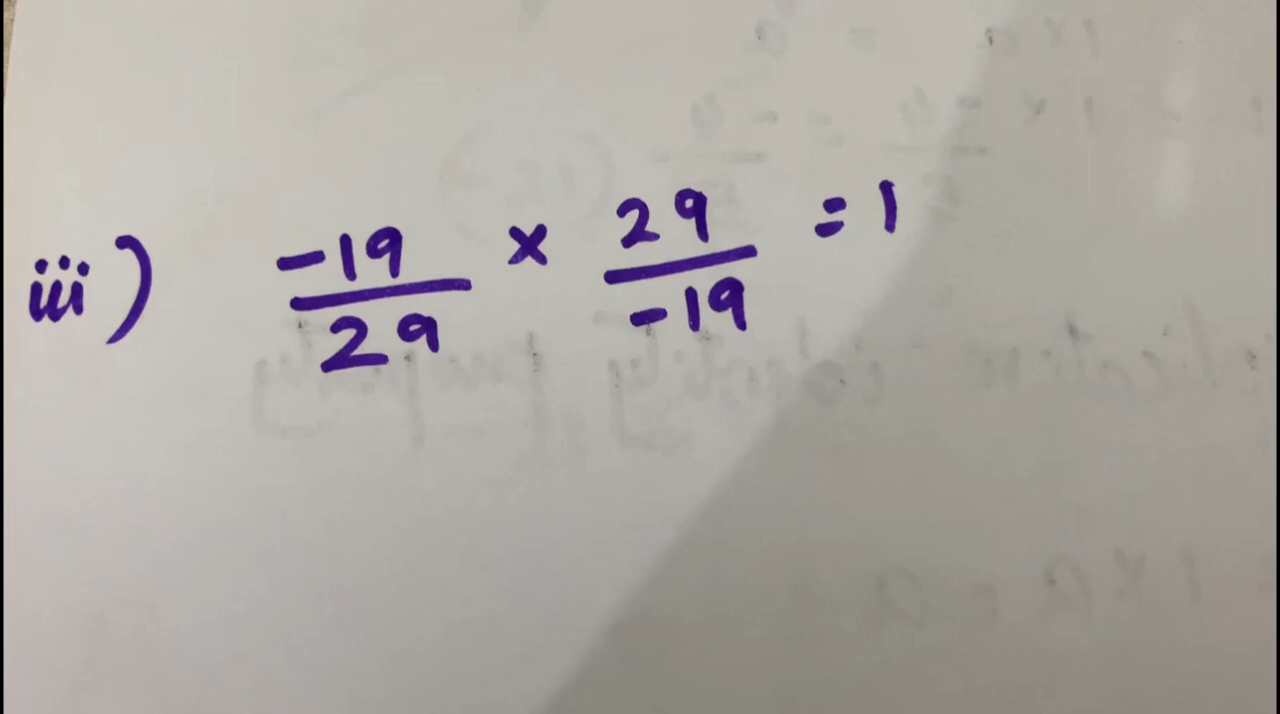 iii) -19/29 × 29/-19 = 1